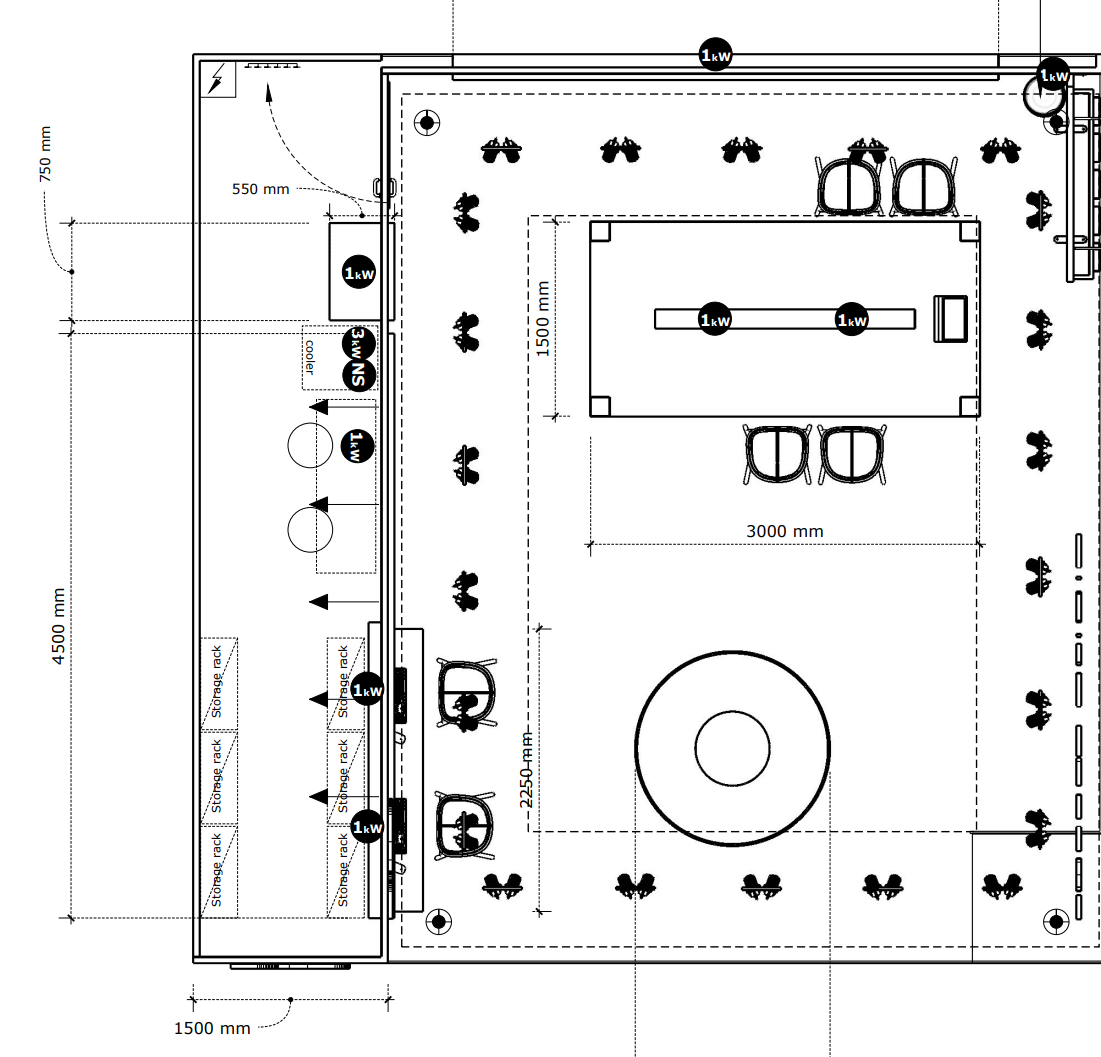 1kW
1kW
750 mm
550 mm
1kW
1500 mm
1kW
1kW
cooler
3kW
NS
1kW
3000 mm
4500 mm
Storage rack
Storage rack
1kW
2250 mm
Storage rack
Storage rack
1kW
Storage rack
Storage rack
1500 mm